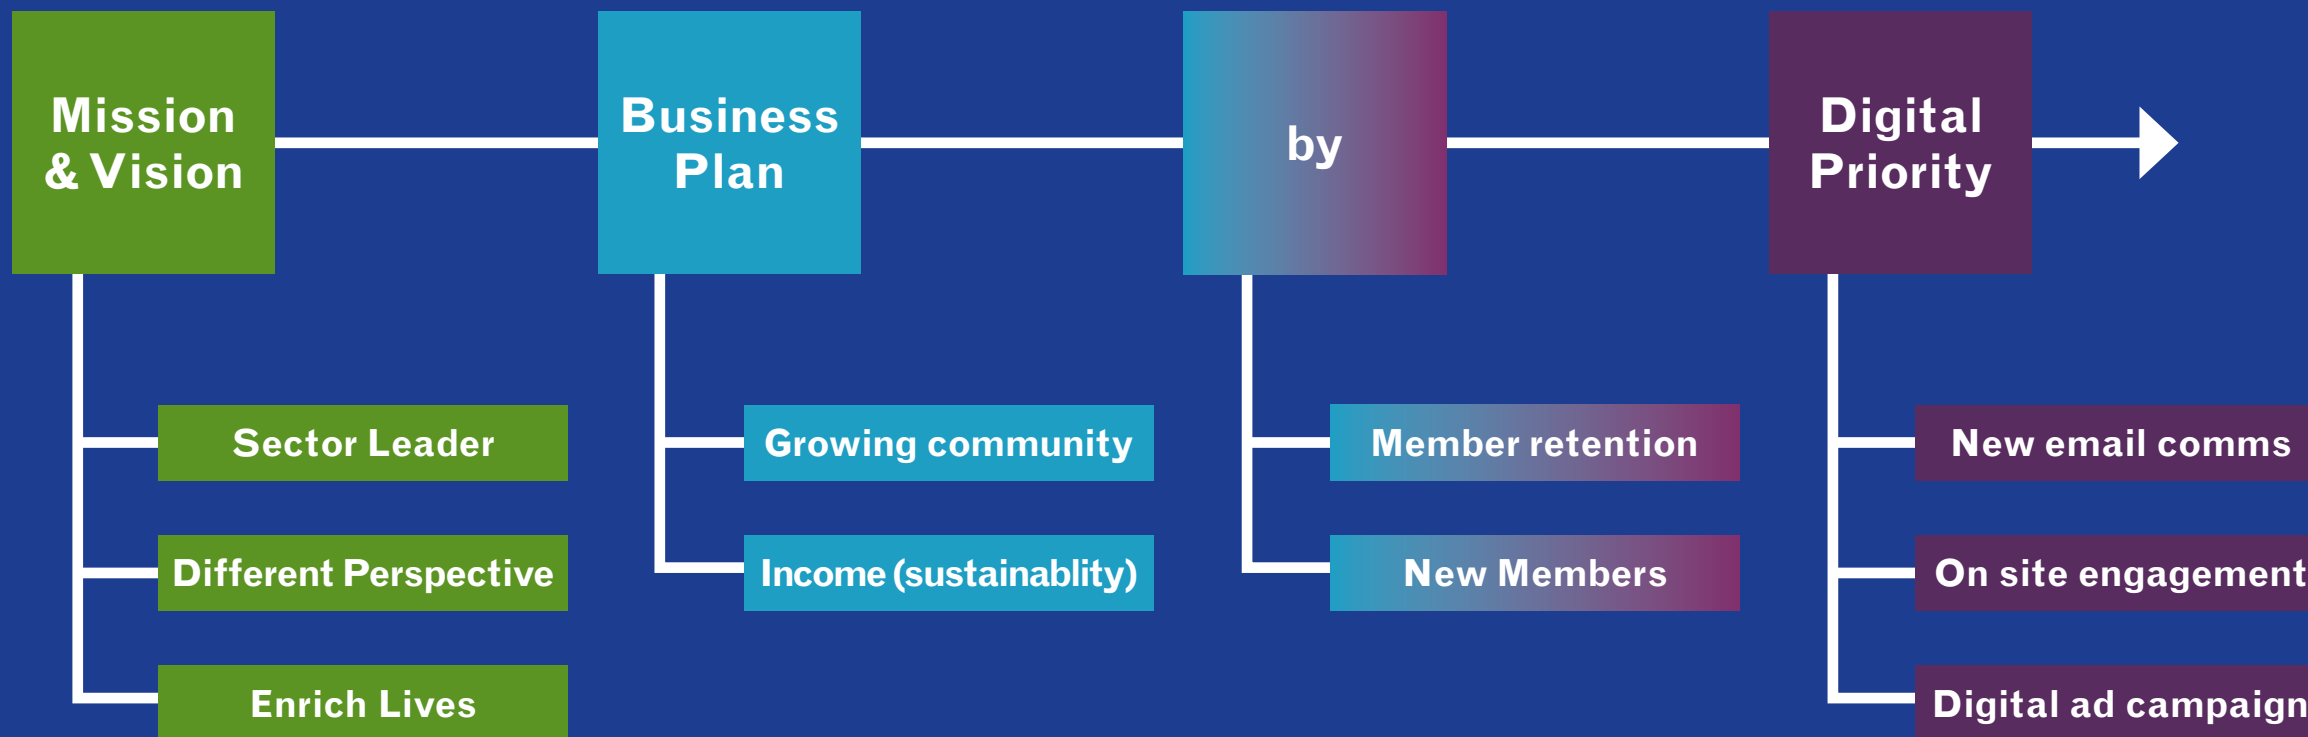 Mission
& Vision
Business
Plan
by
Digital
Priority
Sector Leader
Growing community
Member retention
New email comms
Different Perspective
Income (sustainablity)
New Members
On site engagement
Enrich Lives
Digital ad campaign